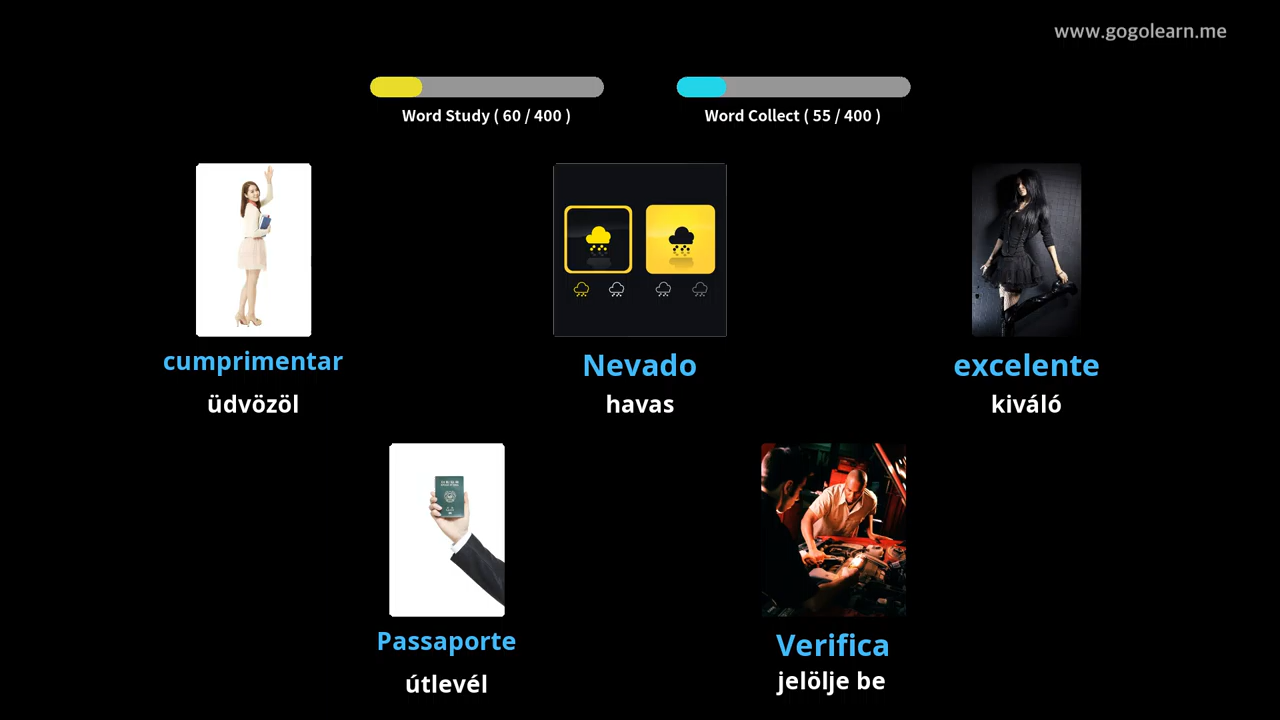 www.gogolearn.me
Word Study ( 60 / 400 )
Word Collect ( 55 / 400 )
cumprimentar
üdvözöl
Nevado
havas
excelente
kiváló
Passaporte
útlevél
Verifica
jelölje be